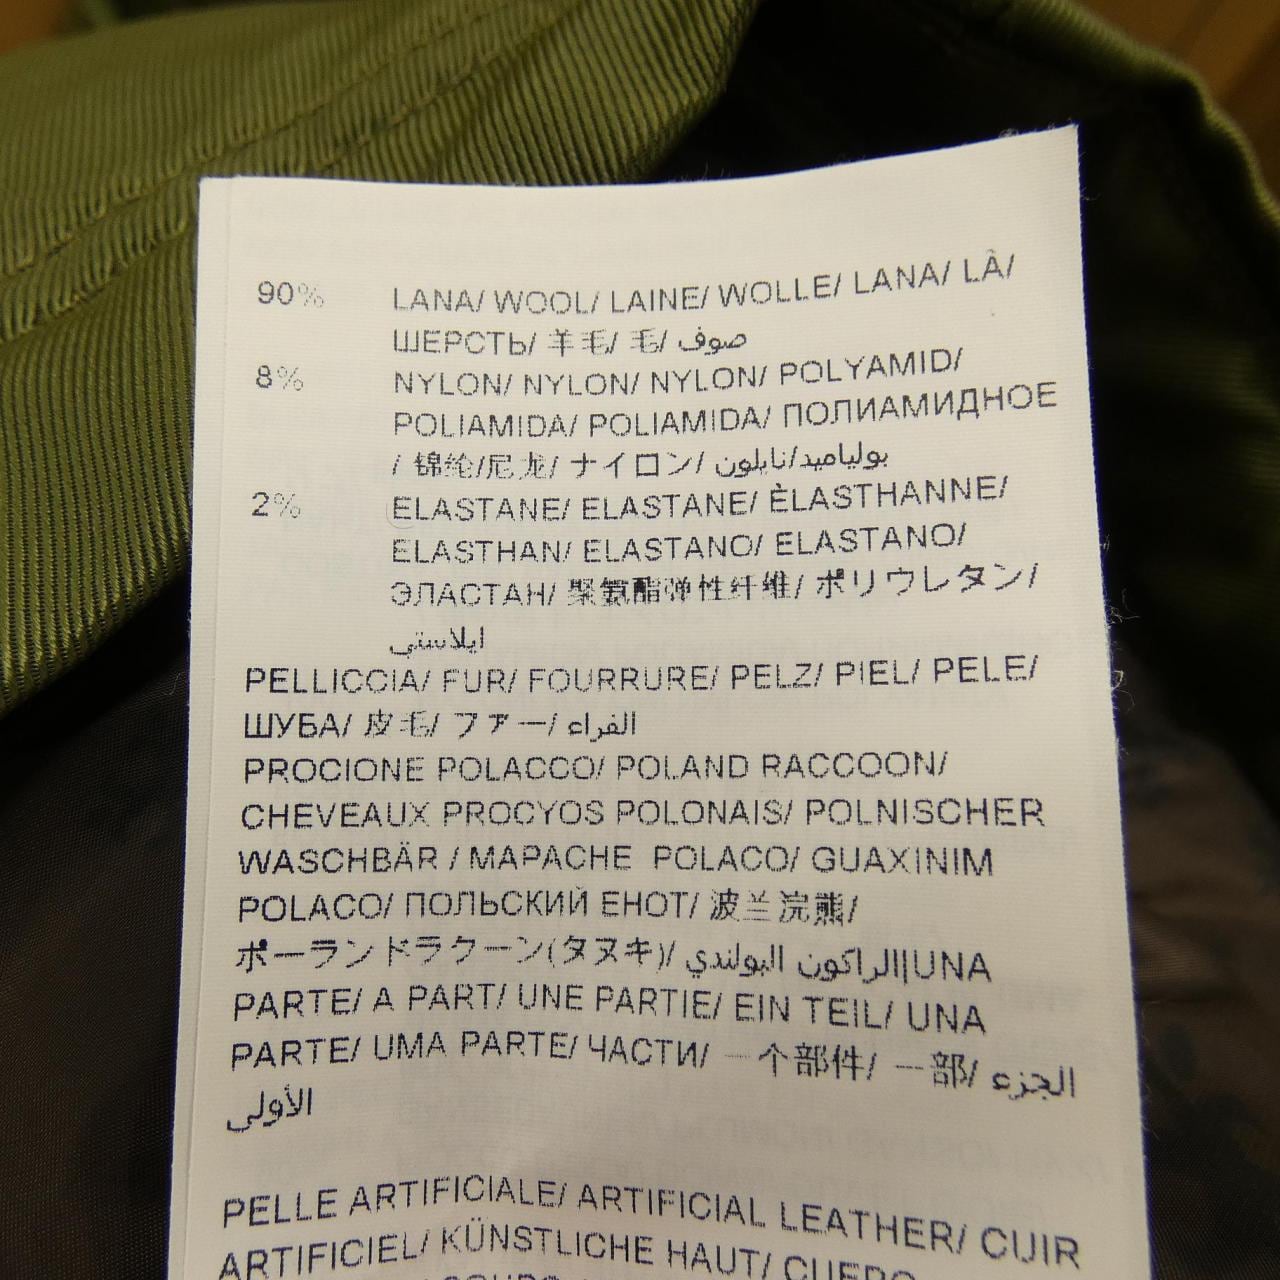 90% LANA/ WOOL/ LAINE/ WOLLE/ LANA/ LÃ/
ШЕРСТЬ/ 羊毛/ 毛/ صوف
8% NYLON/ NYLON/ NYLON/ POLYAMID/
POLIAMIDA/ POLIAMIDA/ ПОЛИАМИДНОЕ
/ 锦纶/尼龙/ ナイロン/ بولياميد/نايلون
2% ELASTANE/ ELASTANE/ ÈLASTHANNE/
ELASTHAN/ ELASTANO/ ELASTANO/
ЭЛАСТАН/ 聚氨酯弹性纤维/ ポリウレタン/
ايلاستي
PELLICCIA/ FUR/ FOURRURE/ PELZ/ PIEL/ PELE/
ШУБА/ 皮毛/ ファー/ الفراء
PROCIONE POLACCO/ POLAND RACCOON/
CHEVEAUX PROCYOS POLONAIS/ POLNISCHER
WASCHBÄR / MAPACHE POLACO/ GUAXINIM
POLACO/ ПОЛЬСКИЙ ЕНОТ/ 波兰浣熊/
ポーランドラクーン(タヌキ)/ الراكون البولندي|UNA
PARTE/ A PART/ UNE PARTIE/ EIN TEIL/ UNA
PARTE/ UMA PARTE/ ЧАСТИ/ 一个部件/ 一部/ الجزء
الأولى
PELLE ARTIFICIALE/ ARTIFICIAL LEATHER/ CUIR
ARTIFICIEL/ KÜNSTLICHE HAUT/ CUERO